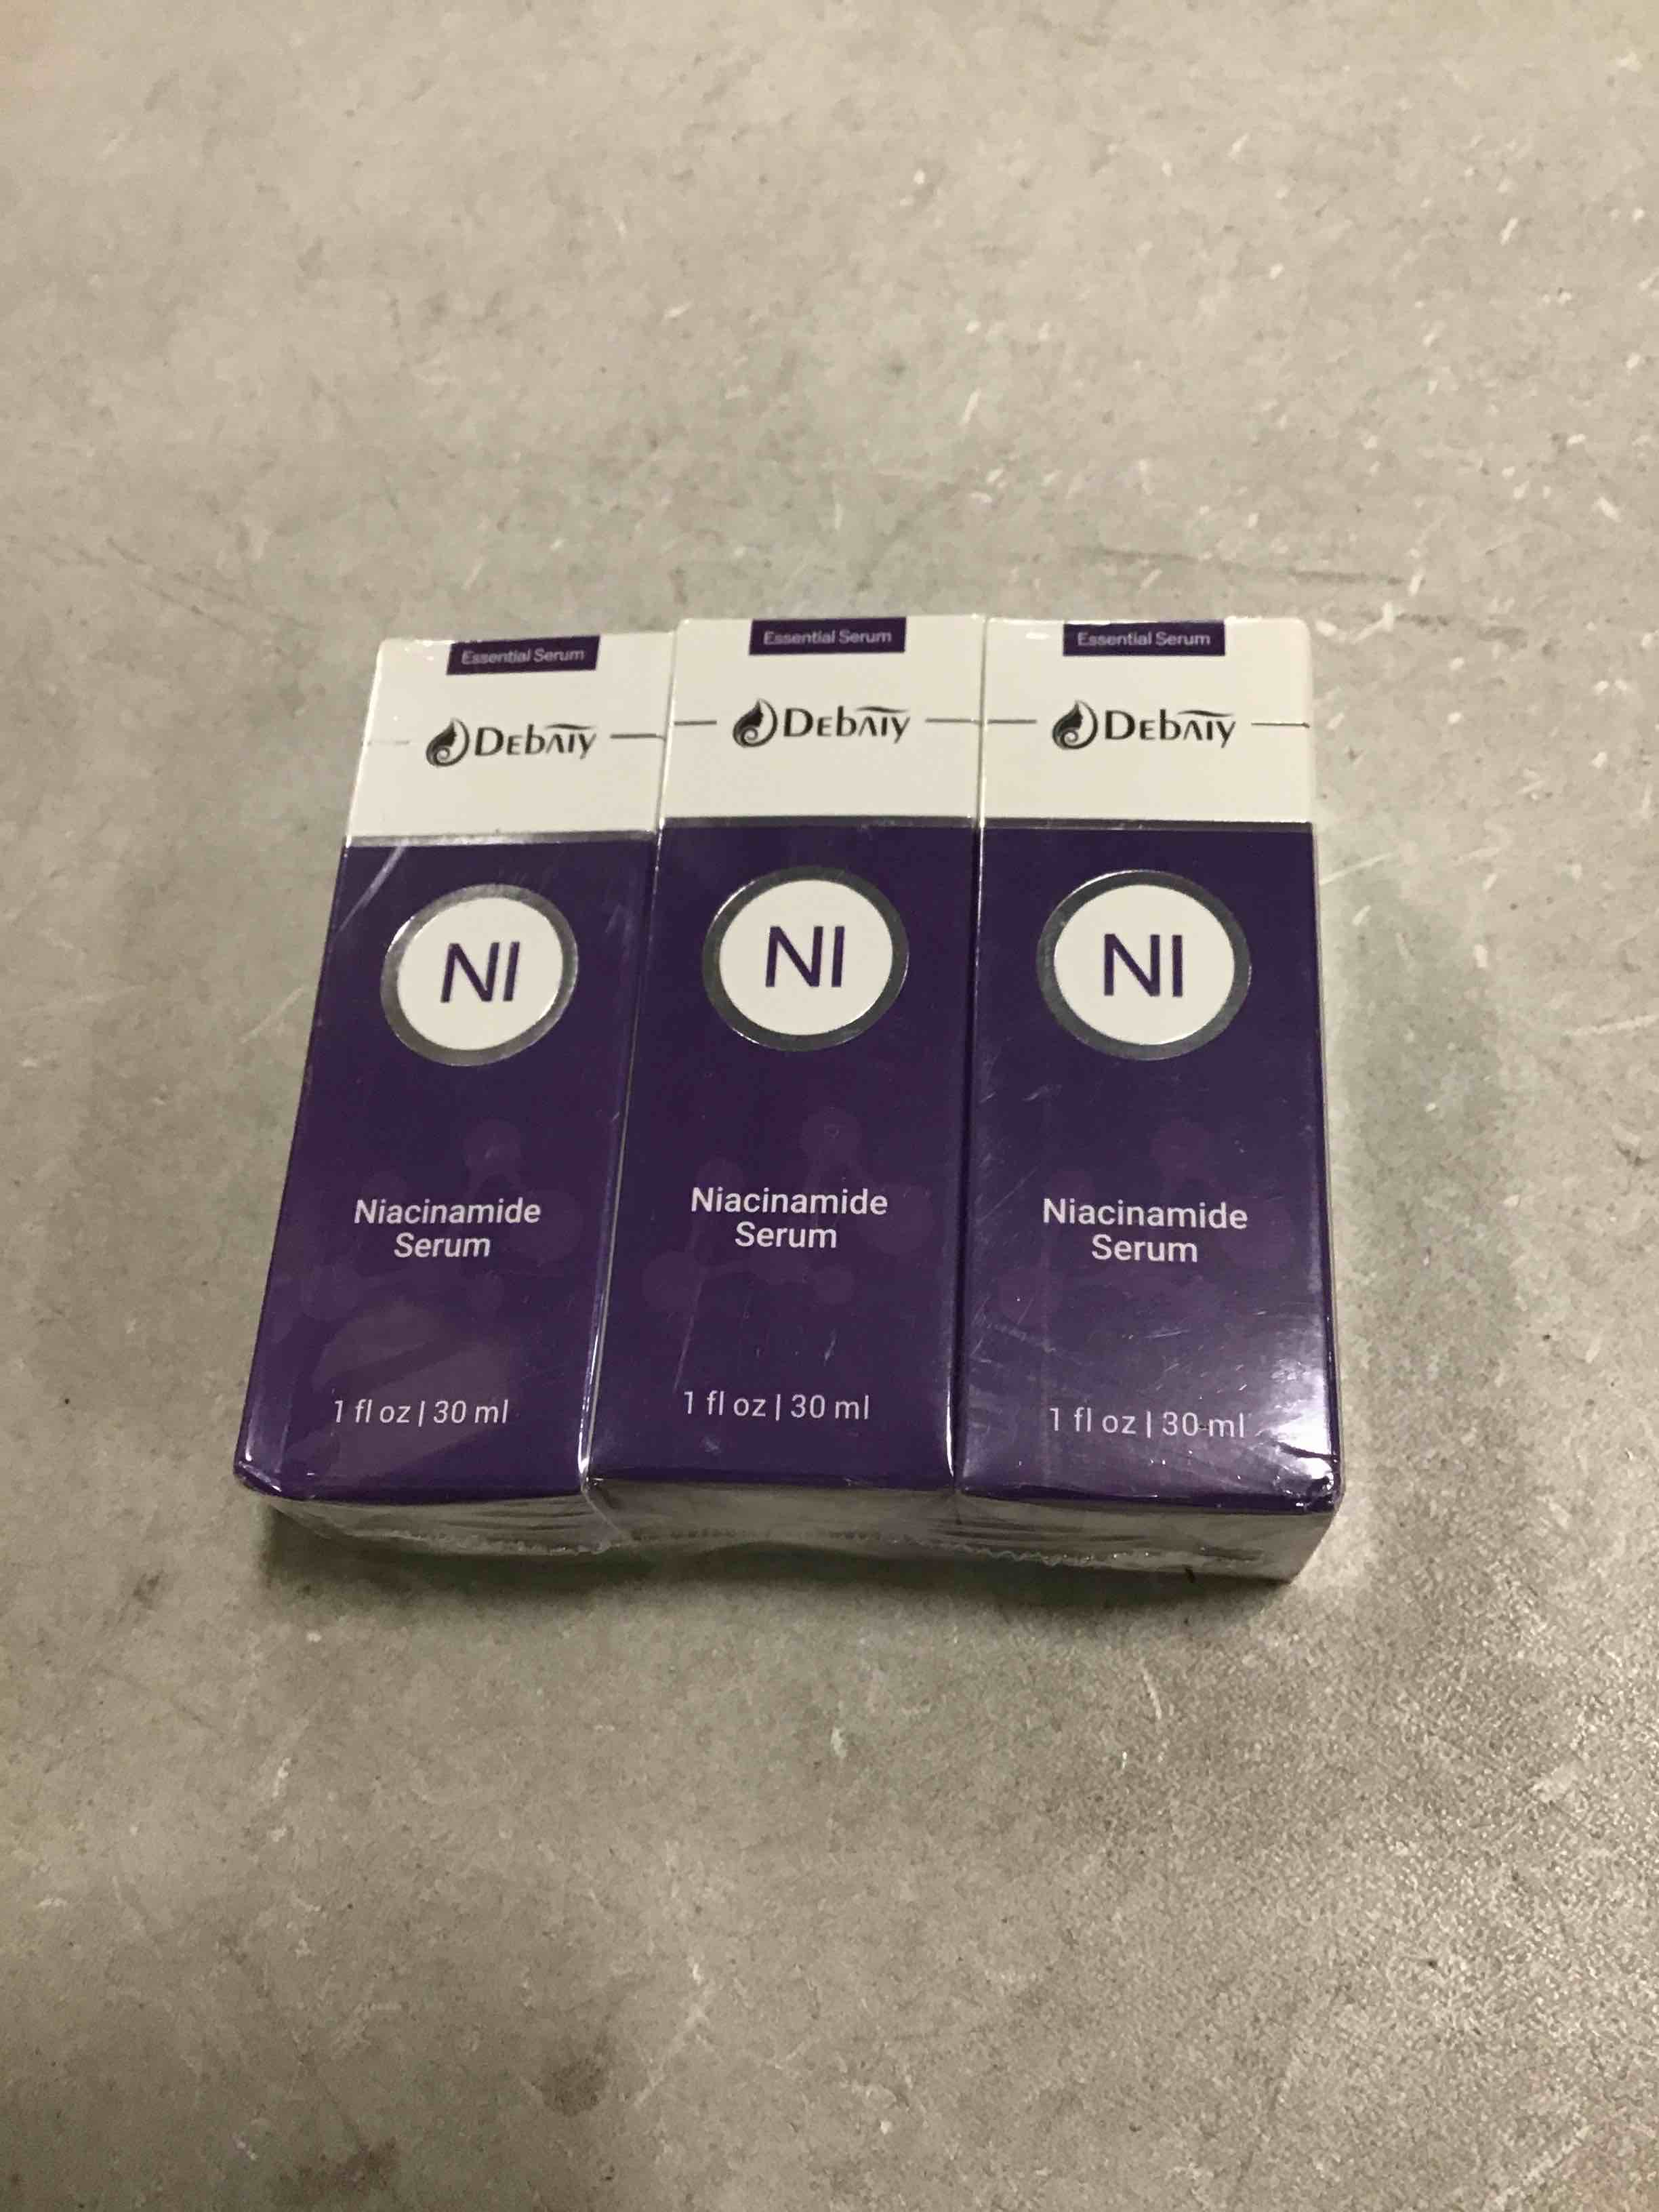 Essential Serum
Debaiy
NI
Niacinamide
Serum
1 fl oz | 30 ml
Essential Serum
Debaiy
NI
Niacinamide
Serum
1 fl oz | 30 ml
Essential Serum
Debaiy
NI
Niacinamide
Serum
1 fl oz | 30 ml